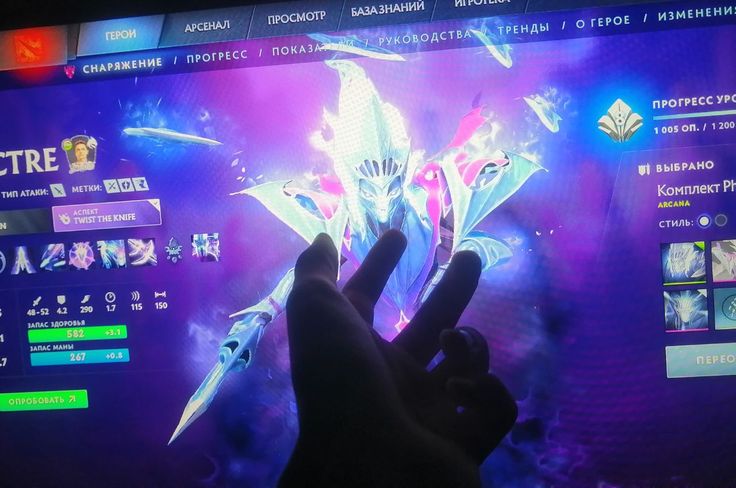 ГЕРОИ АРСЕНАЛ ПРОСМОТР БАЗА ЗНАНИЙ ИГРОТЕКА
СНАРЯЖЕНИЕ / ПРОГРЕСС / / РУКОВОДСТВА / ТРЕНДЫ / О ГЕРОЕ / ИЗМЕНЕНИЯ
CTRE
ТИП АТАКИ: МЕТКИ:
АСПЕКТ
TWIST THE KNIFE
48-52 4.2 290 1.7 115 150
ЗАПАС ЗДОРОВЬЯ
582 +3.1
ЗАПАС МАНЫ
267 +0.8
ОПРОБОВАТЬ
ПРОГРЕСС УРО
1 005 ОП. / 1 200
ВЫБРАНО
Комплект Ph
ARCANA
СТИЛЬ:
ПЕРЕО